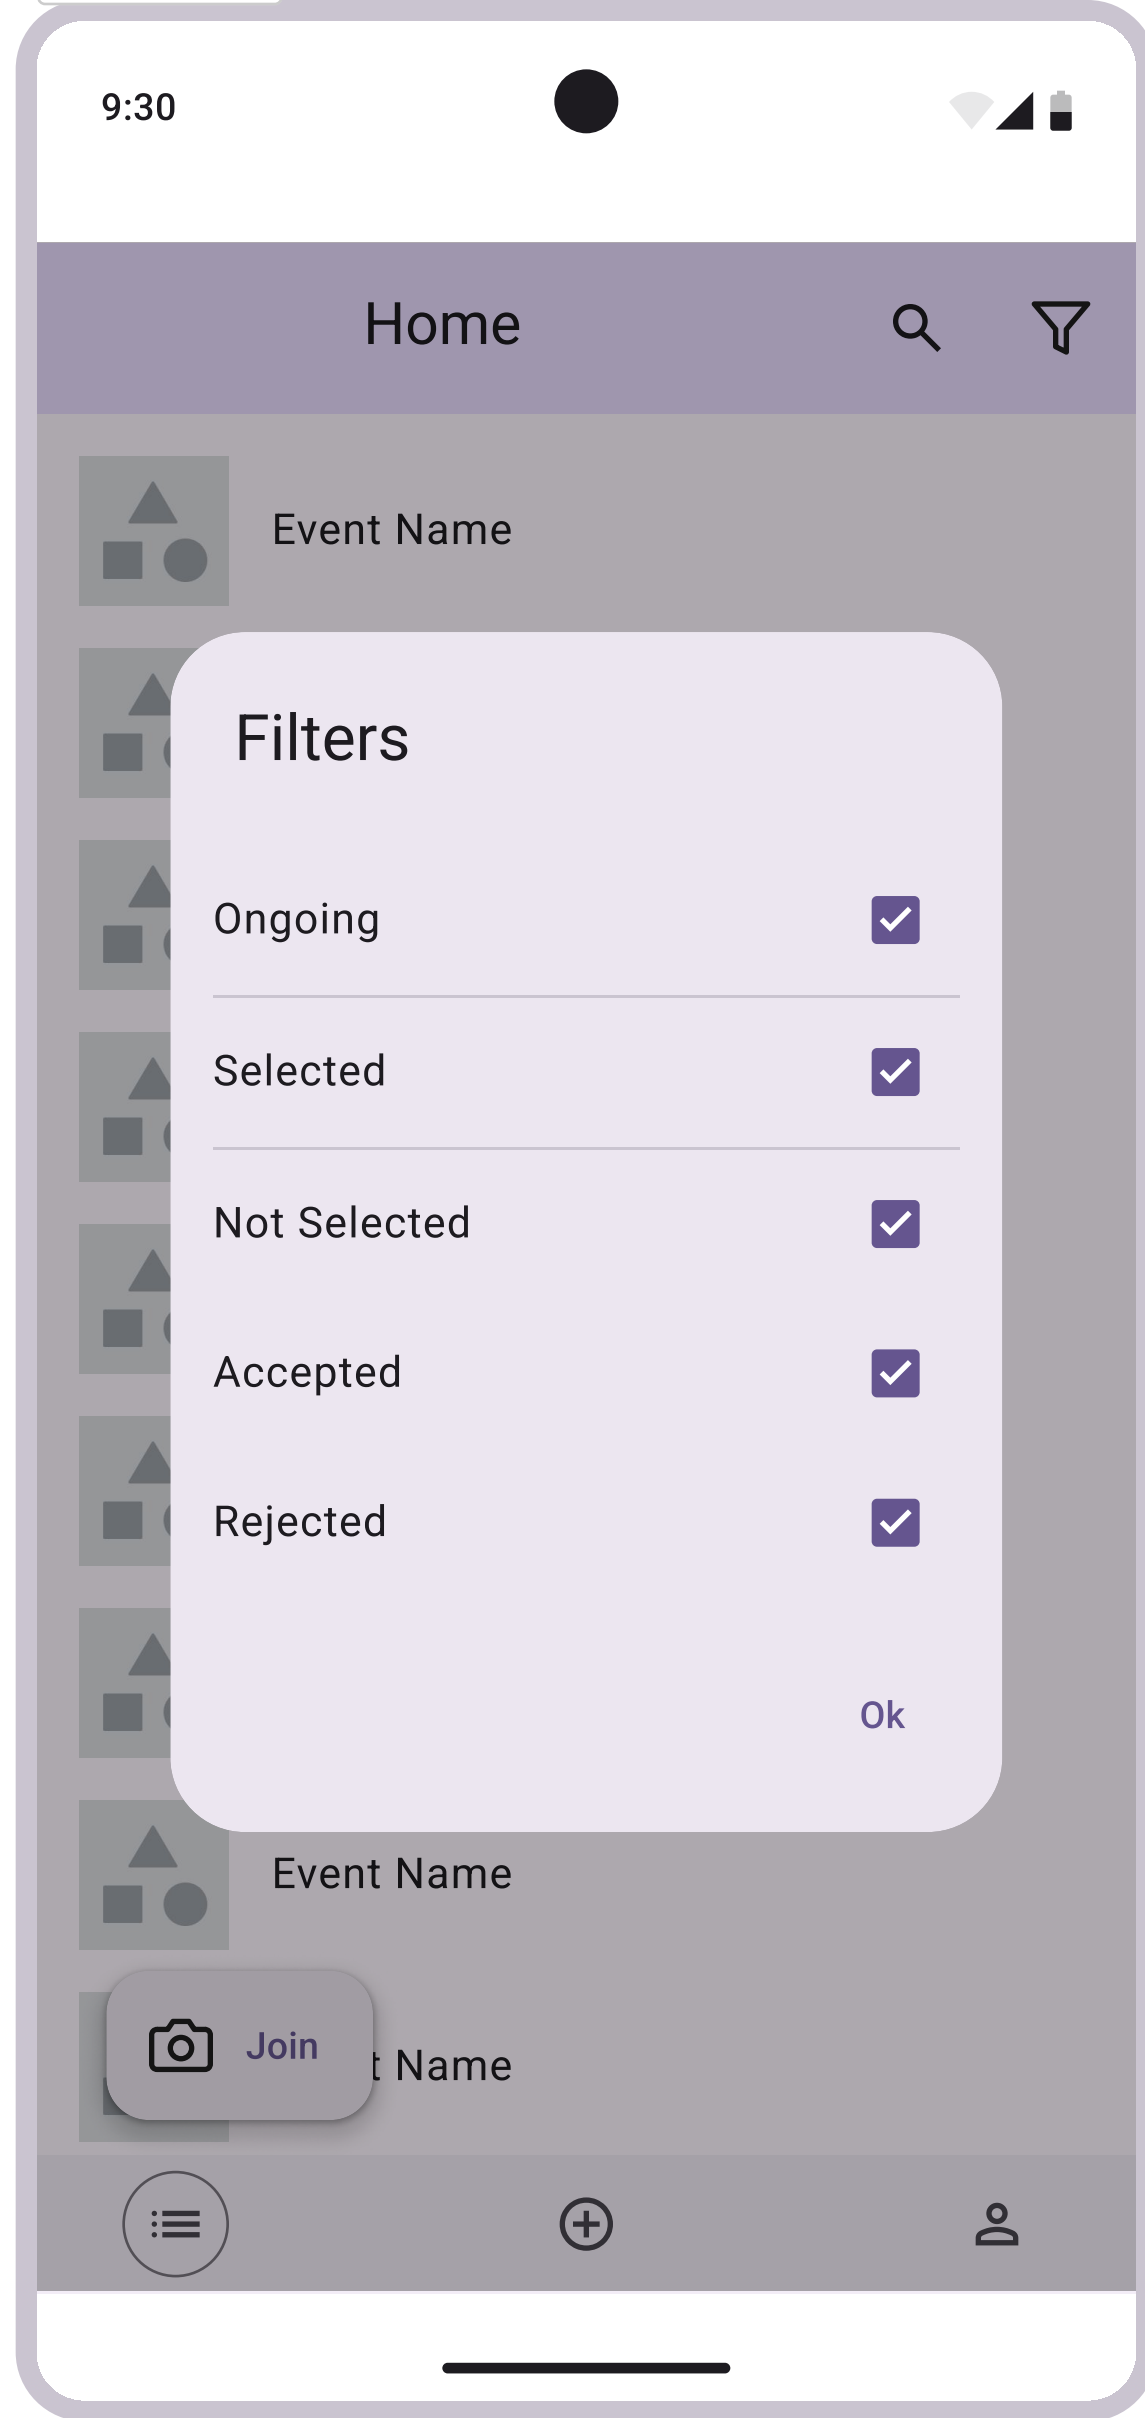 9:30
Home
Event Name
Filters
Ongoing
Selected
Not Selected
Accepted
Rejected
Ok
Event Name
Join
t Name